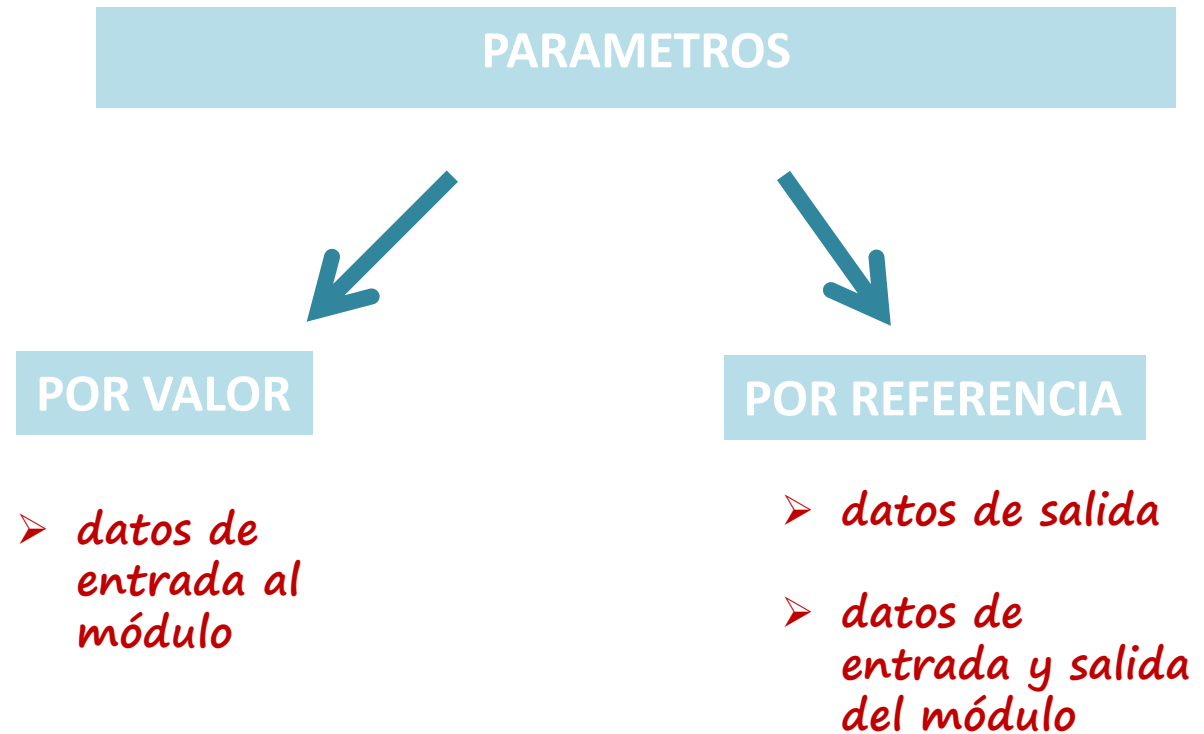 PARAMETROS
POR VALOR
➢ datos de
entrada al
módulo
POR REFERENCIA
➢ datos de salida
➢ datos de
entrada y salida
del módulo